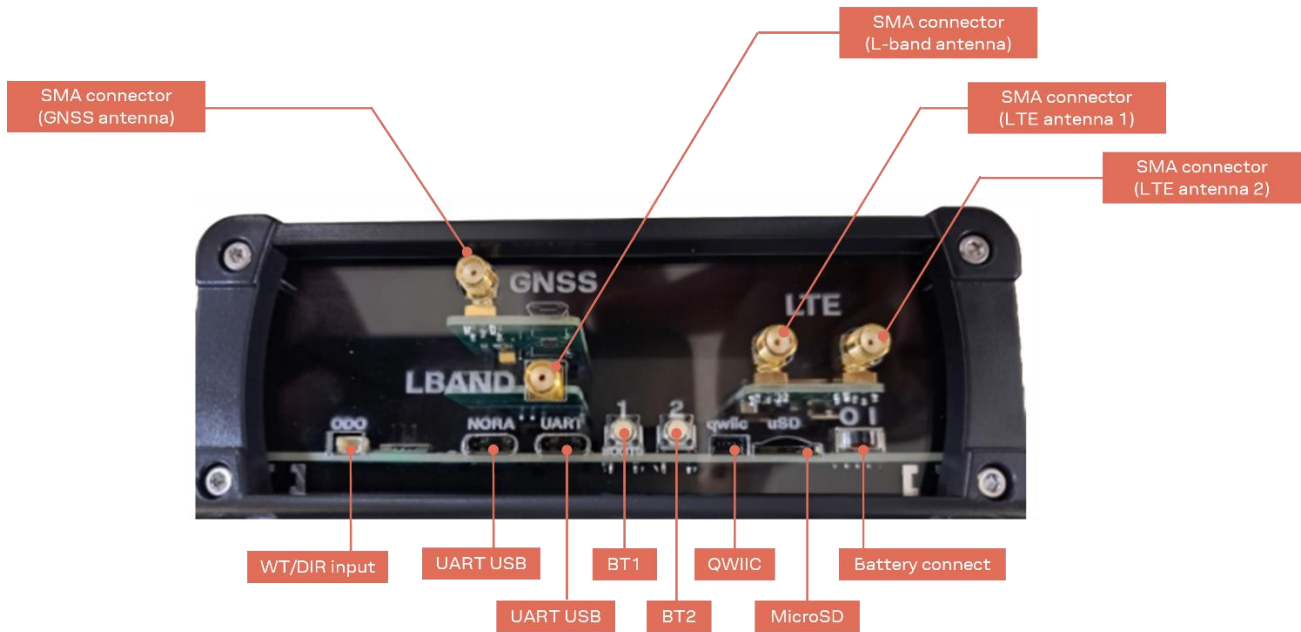 SMA connector
(L-band antenna)
SMA connector
(GNSS antenna)
SMA connector
(LTE antenna 1)
SMA connector
(LTE antenna 2)
GNSS
LTE
LBAND
1
2
O I
ODO
NORA
UART
qwiic
uSD
WT/DIR input
UART USB
BT1
QWIIC
Battery connect
UART USB
BT2
MicroSD